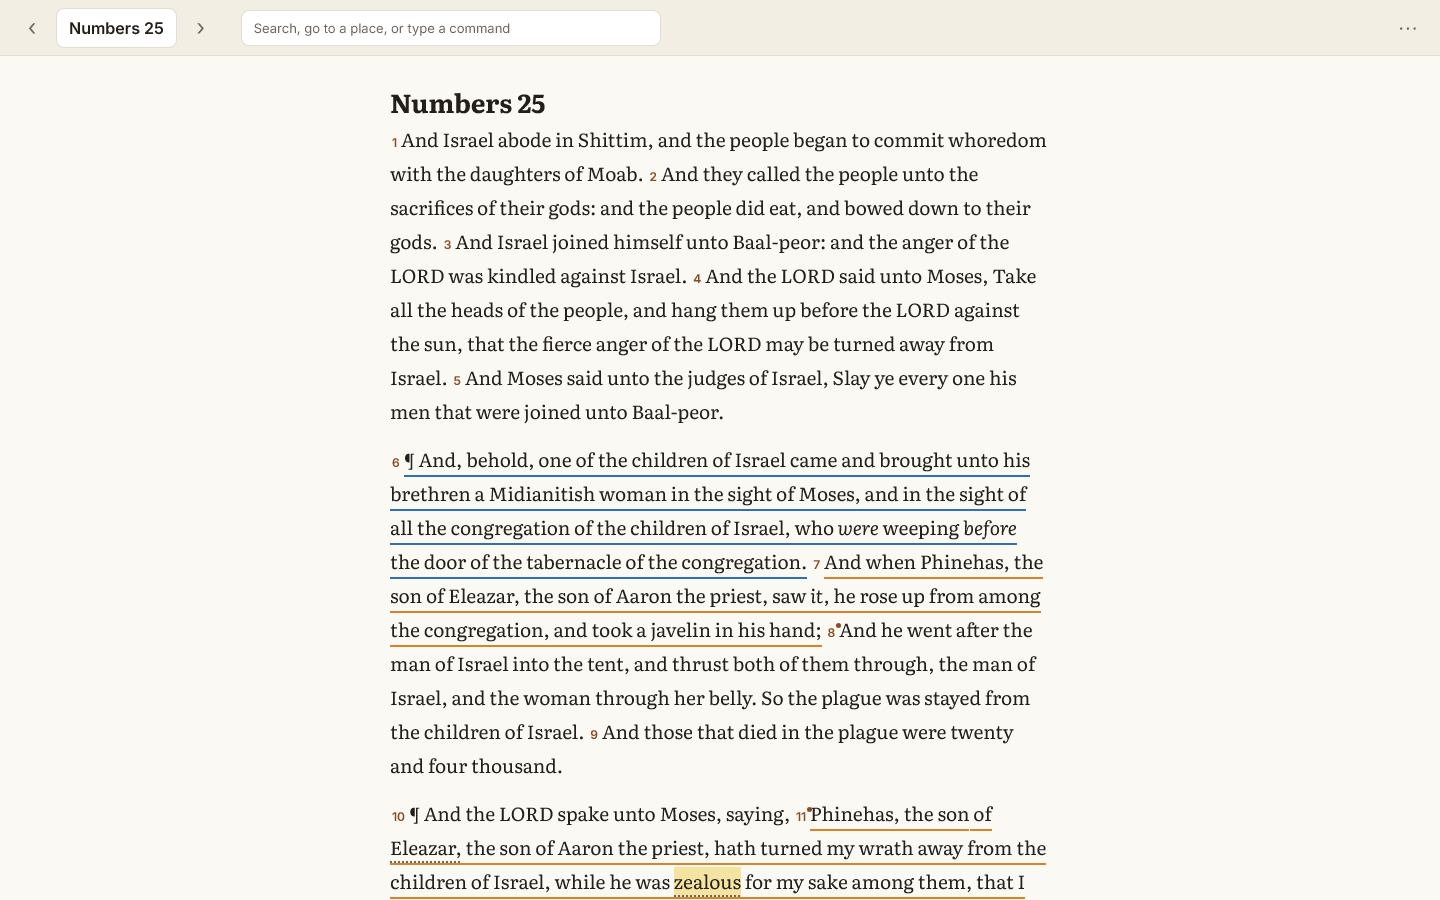 Numbers 25
Search, go to a place, or type a command
Numbers 25
1 And Israel abode in Shittim, and the people began to commit whoredom
with the daughters of Moab. 2 And they called the people unto the
sacrifices of their gods: and the people did eat, and bowed down to their
gods. 3 And Israel joined himself unto Baal-peor: and the anger of the
LORD was kindled against Israel. 4 And the LORD said unto Moses, Take
all the heads of the people, and hang them up before the LORD against
the sun, that the fierce anger of the LORD may be turned away from
Israel. 5 And Moses said unto the judges of Israel, Slay ye every one his
men that were joined unto Baal-peor.
6 ¶ And, behold, one of the children of Israel came and brought unto his
brethren a Midianitish woman in the sight of Moses, and in the sight of
all the congregation of the children of Israel, who were weeping before
the door of the tabernacle of the congregation. 7 And when Phinehas, the
son of Eleazar, the son of Aaron the priest, saw it, he rose up from among
the congregation, and took a javelin in his hand; 8 And he went after the
man of Israel into the tent, and thrust both of them through, the man of
Israel, and the woman through her belly. So the plague was stayed from
the children of Israel. 9 And those that died in the plague were twenty
and four thousand.
10 ¶ And the LORD spake unto Moses, saying, 11 Phinehas, the son of
Eleazar, the son of Aaron the priest, hath turned my wrath away from the
children of Israel, while he was zealous for my sake among them, that I